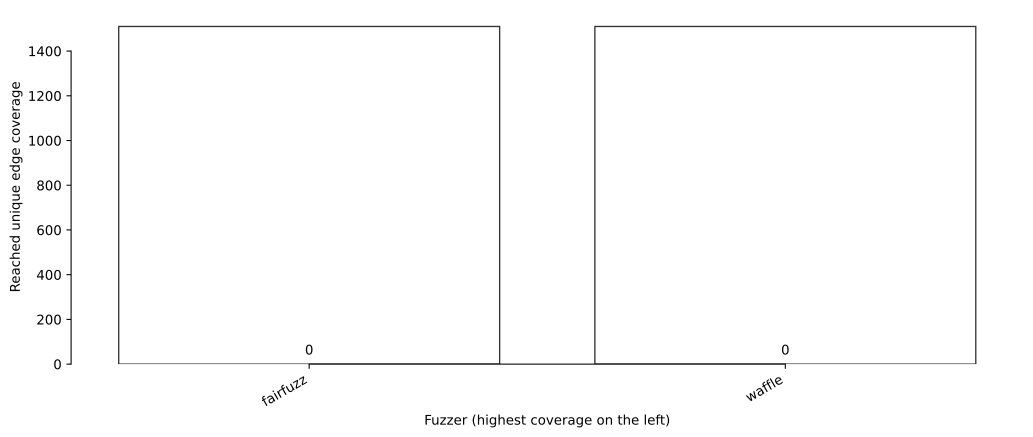 Reached unique edge coverage
1400
1200
1000
800
600
400
200
0
0
0
fairfuzz
waffle
Fuzzer (highest coverage on the left)